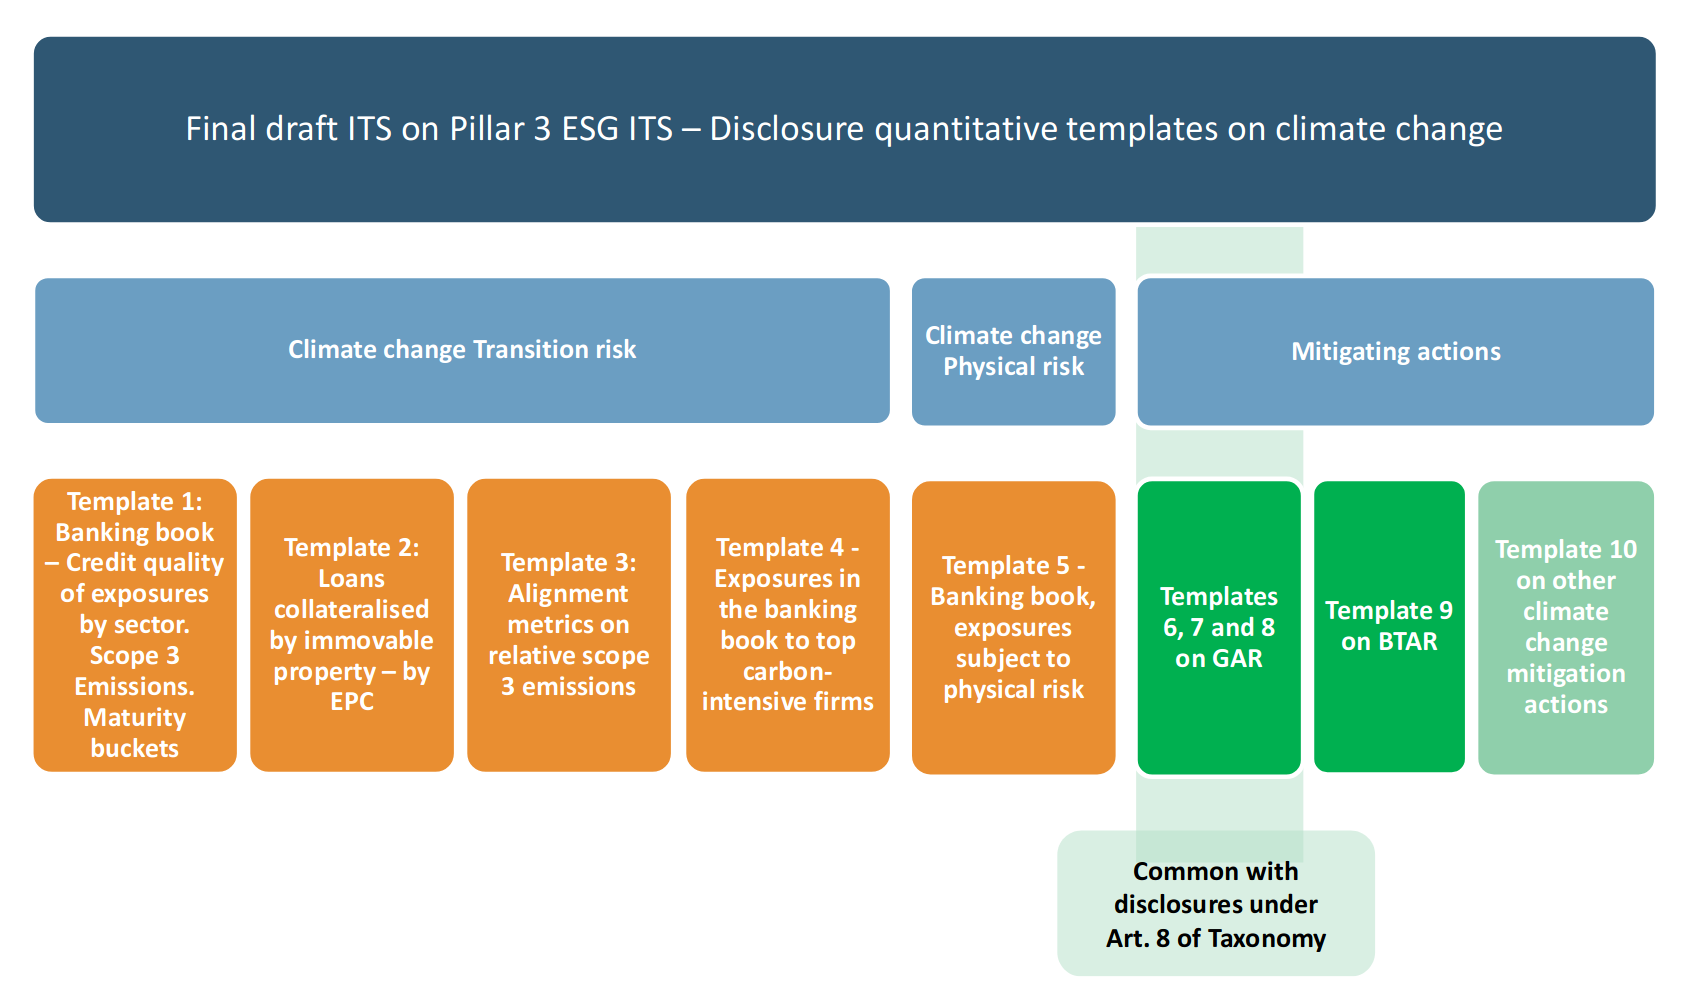 Final draft ITS on Pillar 3 ESG ITS – Disclosure quantitative templates on climate change
Climate change Transition risk
Climate change
Physical risk
Mitigating actions
Template 1:
Banking book
– Credit quality
of exposures
by sector.
Scope 3
Emissions.
Maturity
buckets
Template 2:
Loans
collateralised
by immovable
property – by
EPC
Template 3:
Alignment
metrics on
relative scope
3 emissions
Template 4 -
Exposures in
the banking
book to top
carbon-
intensive firms
Template 5 -
Banking book,
exposures
subject to
physical risk
Templates
6, 7 and 8
on GAR
Template 9
on BTAR
Template 10
on other
climate
change
mitigation
actions
Common with
disclosures under
Art. 8 of Taxonomy